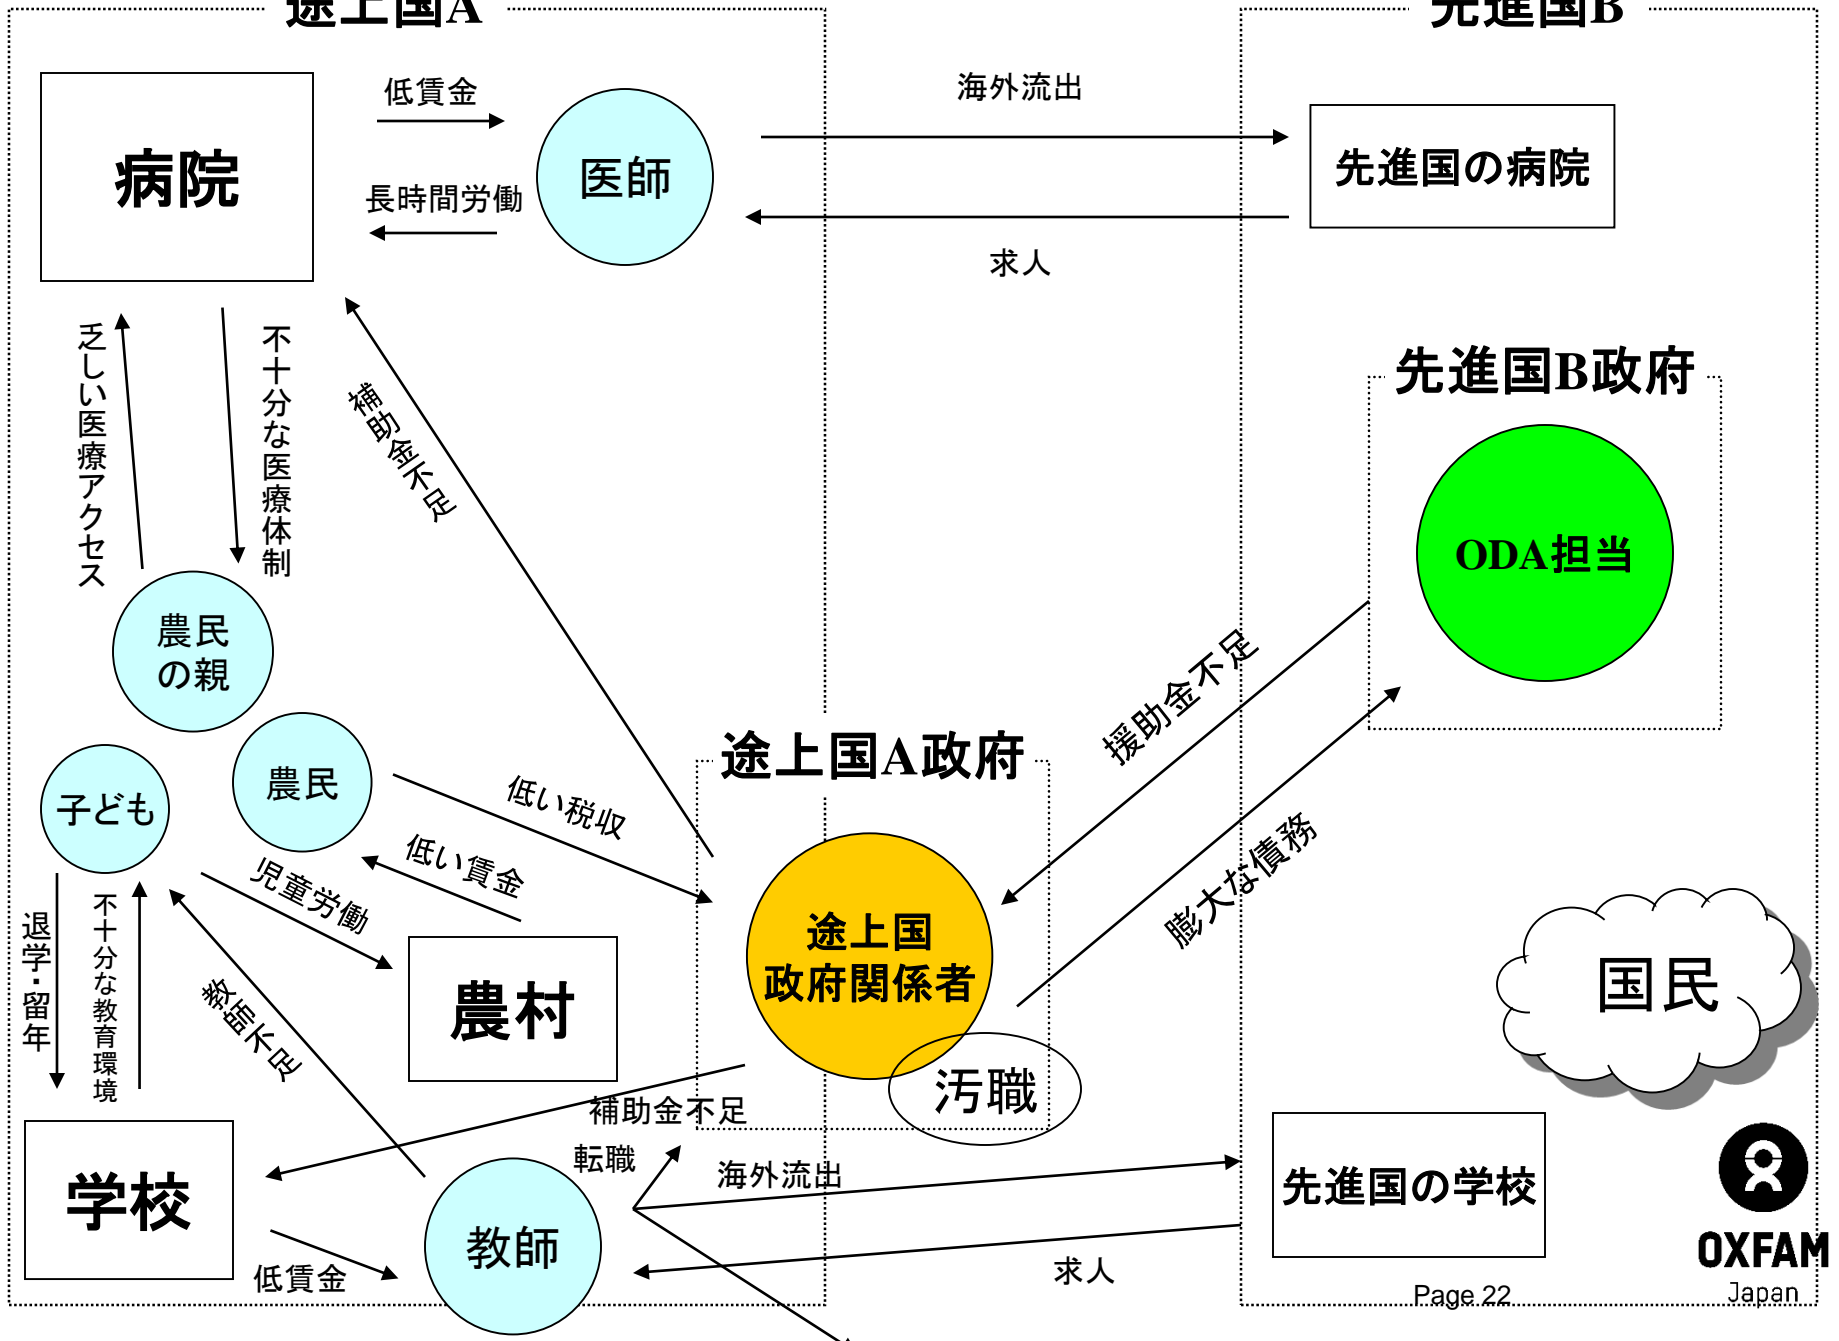 途上国A
先進国B
低賃金
海外流出
病院
医師
先進国の病院
長時間労働
求人
乏しい医療アクセス
不十分な医療体制
補助金不足
先進国B政府
ODA担当
農民
の親
援助金不足
途上国A政府
農民
子ども
低い税収
低い賃金
児童労働
膨大な債務
退学・留年
不十分な教育環境
教師不足
農村
途上国
政府関係者
国民
汚職
補助金不足
転職
海外流出
学校
教師
先進国の学校
低賃金
求人
OXFAM
Japan
Page 22